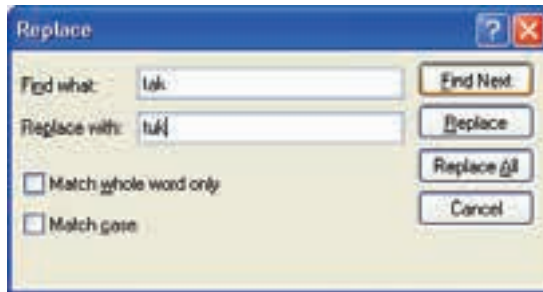 Replace
Find what: tak
Find Next
Replace with: tuk
Replace
Match whole word only
Replace All
Match case
Cancel